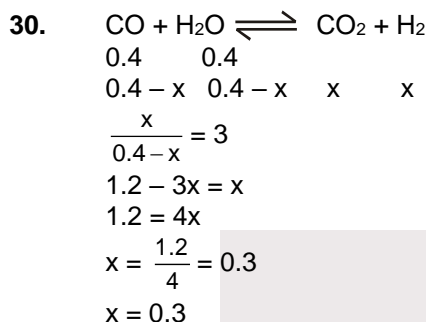 30. CO + H₂O ⇌ CO₂ + H₂
0.4 0.4
0.4 – x 0.4 – x x x
x / (0.4 – x) = 3
1.2 – 3x = x
1.2 = 4x
x = 1.2 / 4 = 0.3
x = 0.3